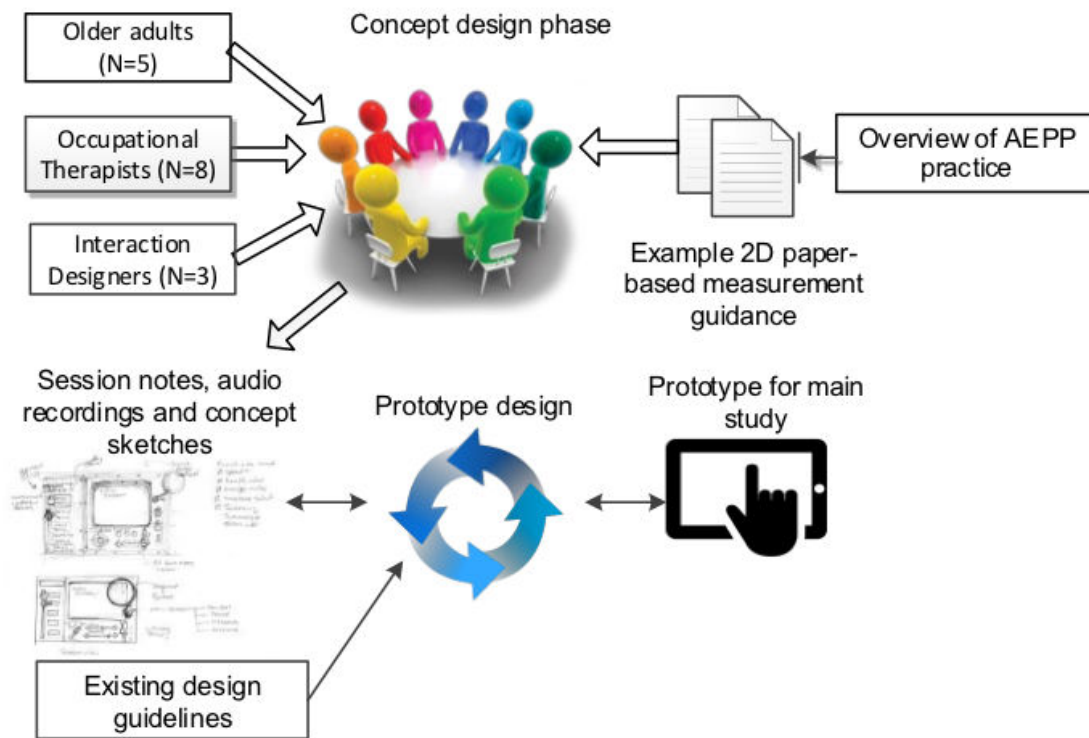 Older adults
(N=5)
Concept design phase
Occupational
Therapists (N=8)
Overview of AEPP
practice
Interaction
Designers (N=3)
Example 2D paper-
based measurement
guidance
Session notes, audio
recordings and concept
sketches
Prototype design
Prototype for main
study
Existing design
guidelines